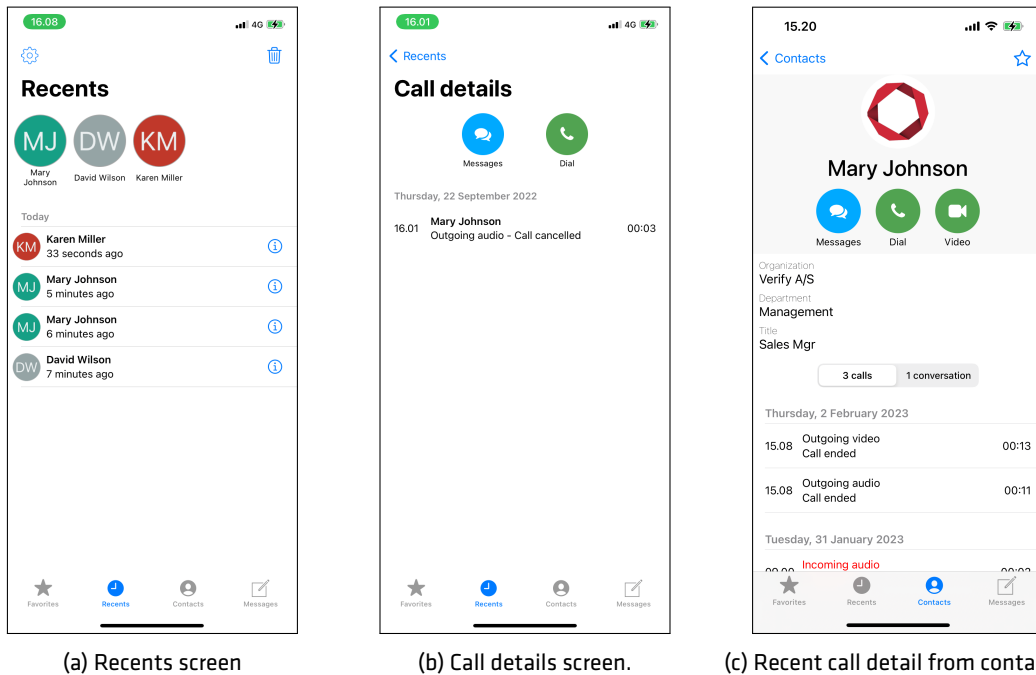 16.08
4G
Recents
MJ
DW
KM
Mary
Johnson
David Wilson
Karen Miller
Today
KM
Karen Miller
33 seconds ago
MJ
Mary Johnson
5 minutes ago
MJ
Mary Johnson
6 minutes ago
DW
David Wilson
7 minutes ago
Favorites
Recents
Contacts
Messages
(a) Recents screen
16.01
4G
Recents
Call details
Messages
Dial
Thursday, 22 September 2022
16.01
Mary Johnson
Outgoing audio - Call cancelled
00:03
Favorites
Recents
Contacts
Messages
(b) Call details screen.
15.20
Contacts
Mary Johnson
Messages
Dial
Video
Organization
Verify A/S
Department
Management
Title
Sales Mgr
3 calls
1 conversation
Thursday, 2 February 2023
15.08
Outgoing video
Call ended
00:13
15.08
Outgoing audio
Call ended
00:11
Tuesday, 31 January 2023
Incoming audio
Favorites
Recents
Contacts
Messages
(c) Recent call detail from conta